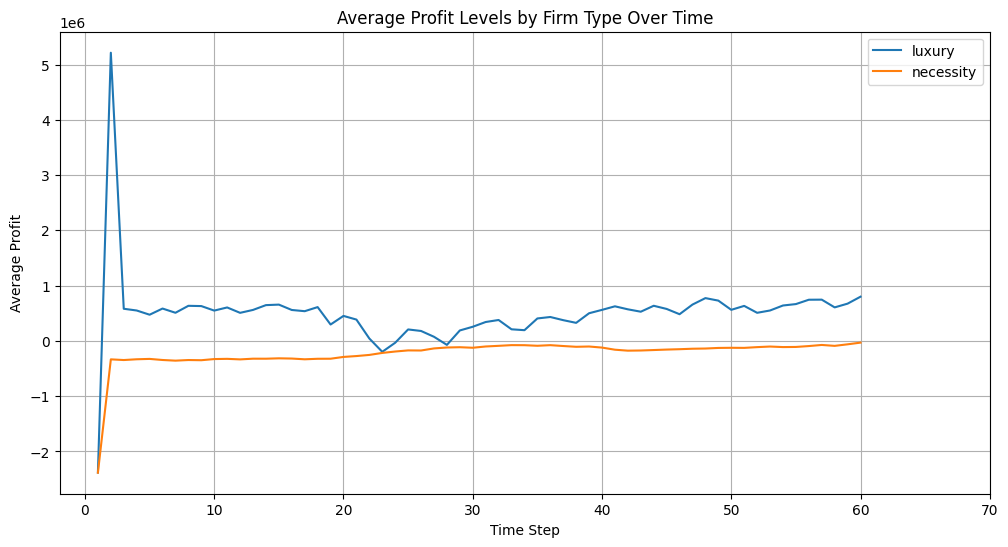 Average Profit Levels by Firm Type Over Time
1e6
luxury
necessity
5
4
3
2
1
0
−1
−2
Average Profit
0 10 20 30 40 50 60 70
Time Step